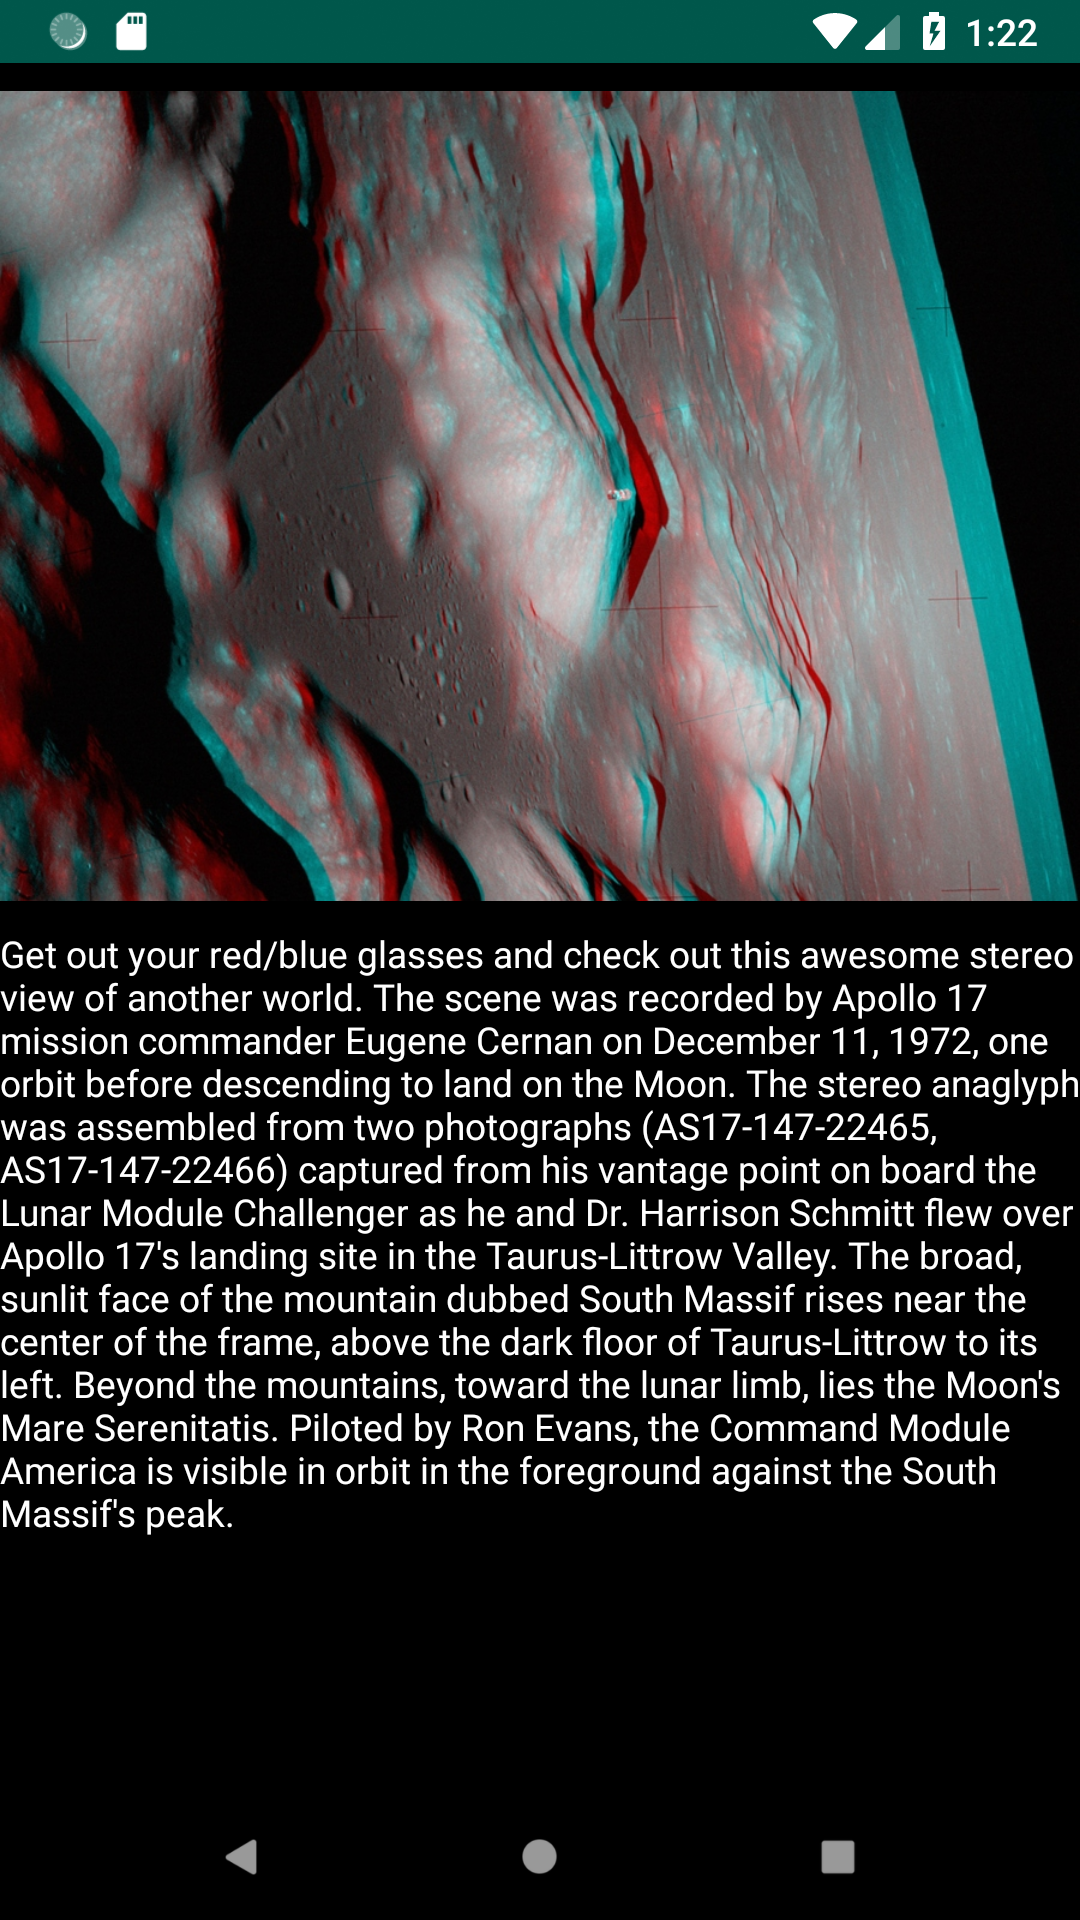 1:22
Get out your red/blue glasses and check out this awesome stereo
view of another world. The scene was recorded by Apollo 17
mission commander Eugene Cernan on December 11, 1972, one
orbit before descending to land on the Moon. The stereo anaglyph
was assembled from two photographs (AS17-147-22465,
AS17-147-22466) captured from his vantage point on board the
Lunar Module Challenger as he and Dr. Harrison Schmitt flew over
Apollo 17's landing site in the Taurus-Littrow Valley. The broad,
sunlit face of the mountain dubbed South Massif rises near the
center of the frame, above the dark floor of Taurus-Littrow to its
left. Beyond the mountains, toward the lunar limb, lies the Moon's
Mare Serenitatis. Piloted by Ron Evans, the Command Module
America is visible in orbit in the foreground against the South
Massif's peak.